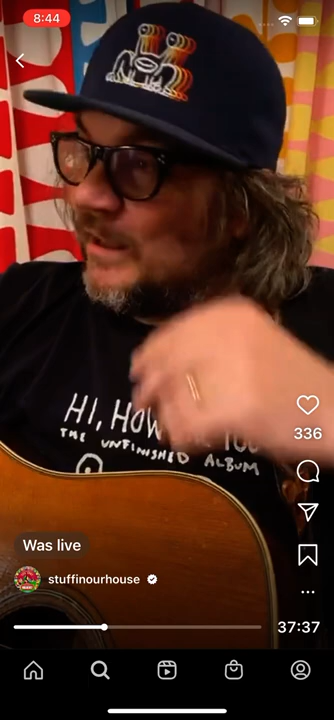 8:44
HI, HOW
THE UNFINISHED ALBUM
336
Was live
stuffinourhouse
37:37